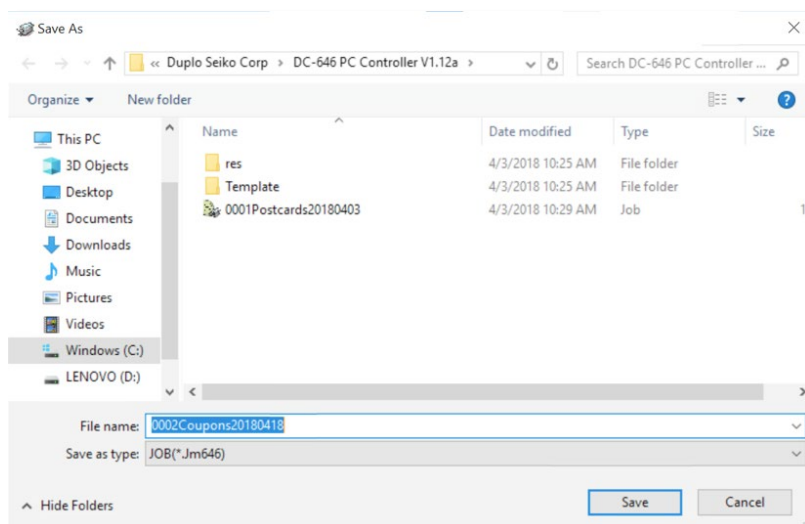 Save As
« Duplo Seiko Corp › DC-646 PC Controller V1.12a ›
Search DC-646 PC Controller ...
Organize New folder
?
Name Date modified Type Size
This PC
3D Objects
Desktop
Documents
Downloads
Music
Pictures
Videos
Windows (C:)
LENOVO (D:)
res 4/3/2018 10:25 AM File folder
Template 4/3/2018 10:25 AM File folder
0001Postcards20180403 4/3/2018 10:29 AM Job 1
File name: 0002Coupons20180418
Save as type: JOB(*.Jm646)
Hide Folders Save Cancel